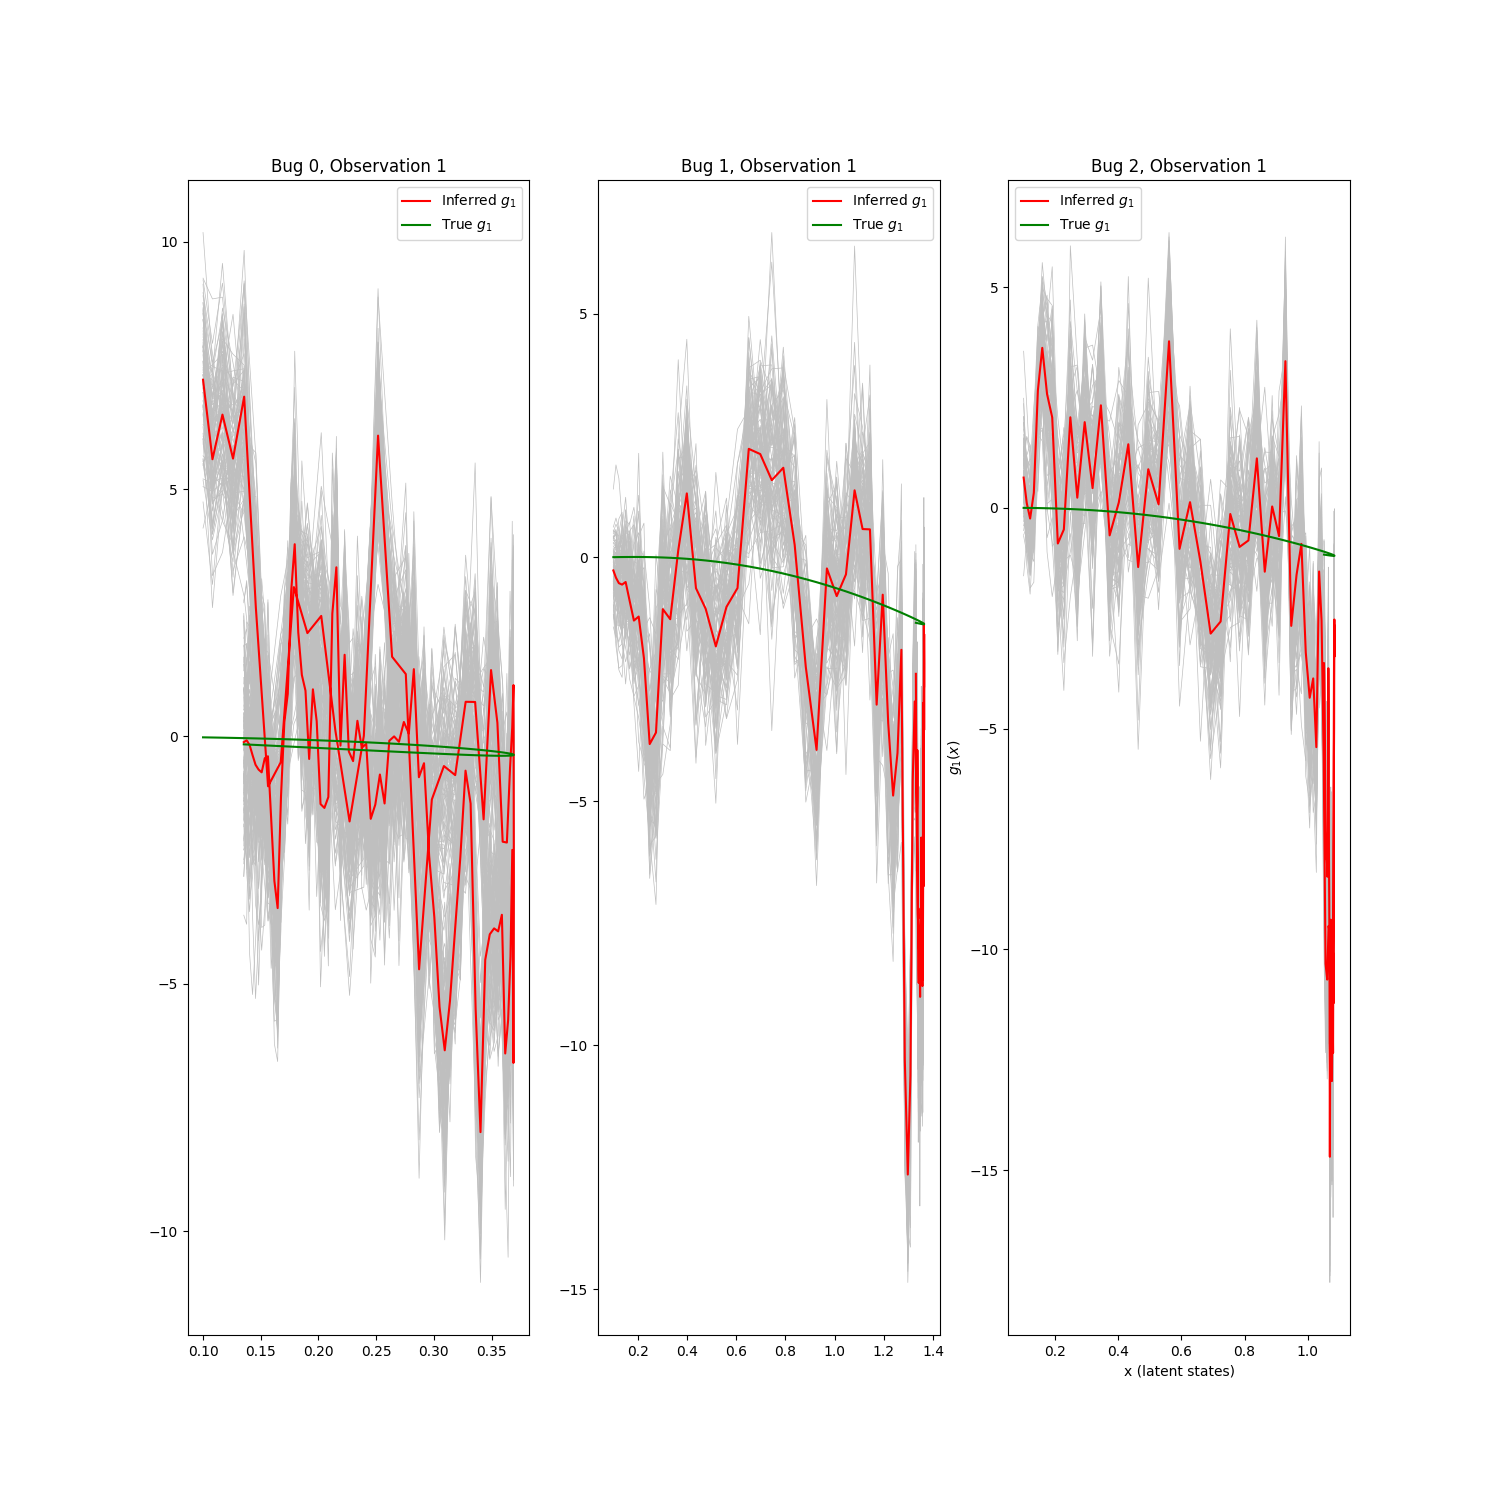 Bug 0, Observation 1
Inferred g₁
True g₁
10
5
0
−5
−10
0.10 0.15 0.20 0.25 0.30 0.35
Bug 1, Observation 1
Inferred g₁
True g₁
5
0
−5
−10
−15
0.2 0.4 0.6 0.8 1.0 1.2 1.4
Bug 2, Observation 1
Inferred g₁
True g₁
g₁(x)
5
0
−5
−10
−15
0.2 0.4 0.6 0.8 1.0
x (latent states)